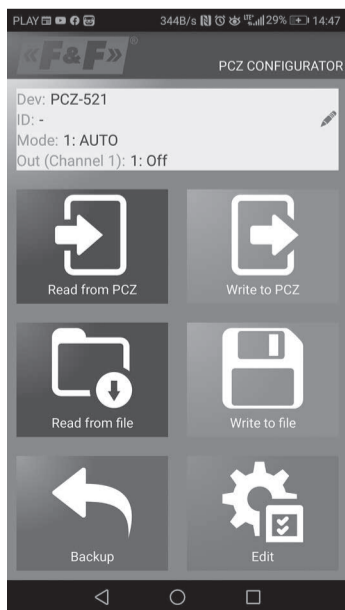 PLAY 344B/s 29% 14:47
«F&F»®
PCZ CONFIGURATOR
Dev: PCZ-521
ID: -
Mode: 1: AUTO
Out (Channel 1): 1: Off
Read from PCZ Write to PCZ
Read from file Write to file
Backup Edit